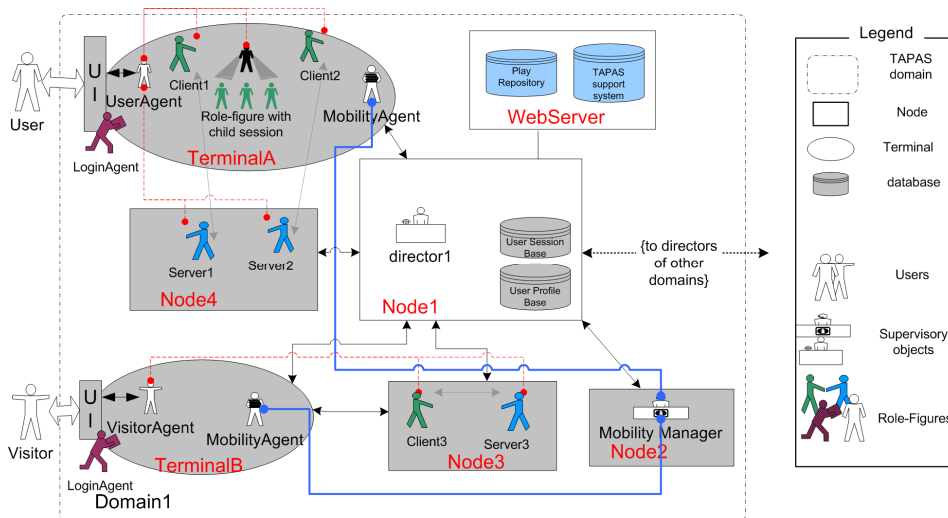 User
U
I
UserAgent
Client1
Client2
Role-figure with
child session
MobilityAgent
LoginAgent
TerminalA
Play
Repository
TAPAS
support
system
WebServer
Server1
Server2
Node4
director1
User Session
Base
User Profile
Base
Node1
{to directors
of other
domains}
Visitor
U
I
VisitorAgent
MobilityAgent
LoginAgent
TerminalB
Domain1
Client3
Server3
Node3
Mobility Manager
Node2
Legend
TAPAS
domain
Node
Terminal
database
Users
Supervisory
objects
Role-Figures